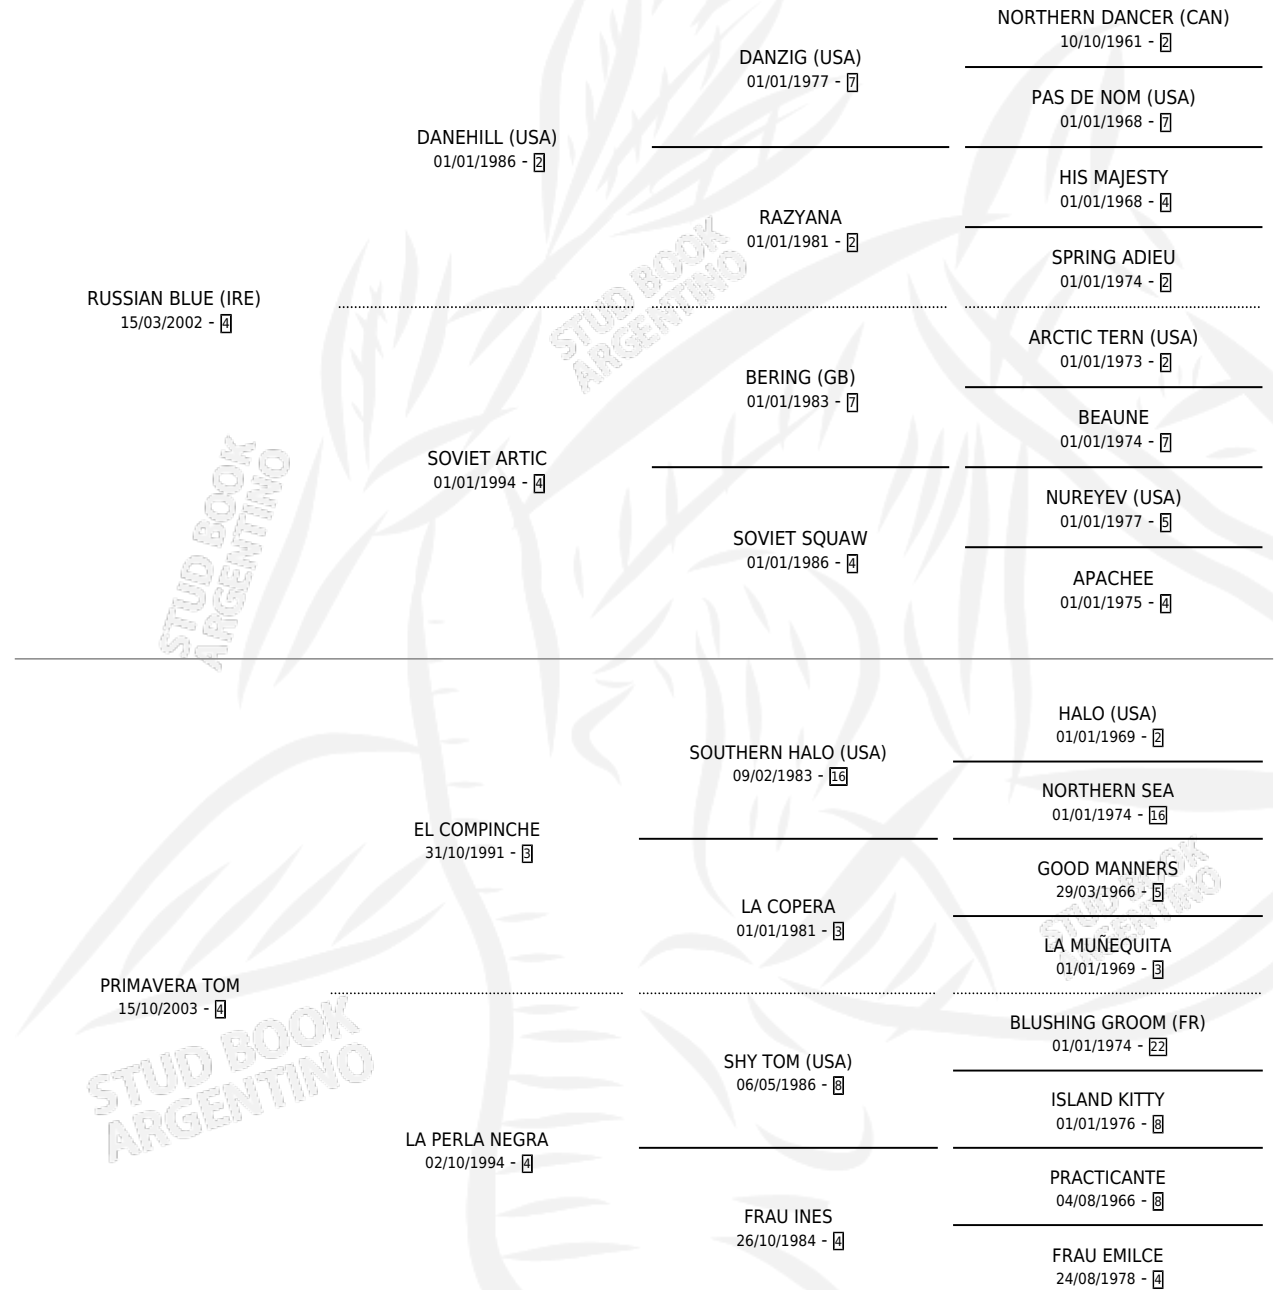 NORTHERN DANCER (CAN)
10/10/1961 - 2
DANZIG (USA)
01/01/1977 - 7
PAS DE NOM (USA)
01/01/1968 - 7
DANEHILL (USA)
01/01/1986 - 2
HIS MAJESTY
01/01/1968 - 4
RAZYANA
01/01/1981 - 2
SPRING ADIEU
01/01/1974 - 2
RUSSIAN BLUE (IRE)
15/03/2002 - 4
ARCTIC TERN (USA)
01/01/1973 - 2
BERING (GB)
01/01/1983 - 7
BEAUNE
01/01/1974 - 7
SOVIET ARTIC
01/01/1994 - 4
NUREYEV (USA)
01/01/1977 - 5
SOVIET SQUAW
01/01/1986 - 4
APACHEE
01/01/1975 - 4
HALO (USA)
01/01/1969 - 2
SOUTHERN HALO (USA)
09/02/1983 - 16
NORTHERN SEA
01/01/1974 - 16
EL COMPINCHE
31/10/1991 - 3
GOOD MANNERS
29/03/1966 - 5
LA COPERA
01/01/1981 - 3
LA MUÑEQUITA
01/01/1969 - 3
PRIMAVERA TOM
15/10/2003 - 4
BLUSHING GROOM (FR)
01/01/1974 - 22
SHY TOM (USA)
06/05/1986 - 8
ISLAND KITTY
01/01/1976 - 8
LA PERLA NEGRA
02/10/1994 - 4
PRACTICANTE
04/08/1966 - 8
FRAU INES
26/10/1984 - 4
FRAU EMILCE
24/08/1978 - 4
STUD BOOK
ARGENTINO
STUD BOOK
ARGENTINO
STUD BOOK
ARGENTINO
STUD BOOK
ARGENTINO